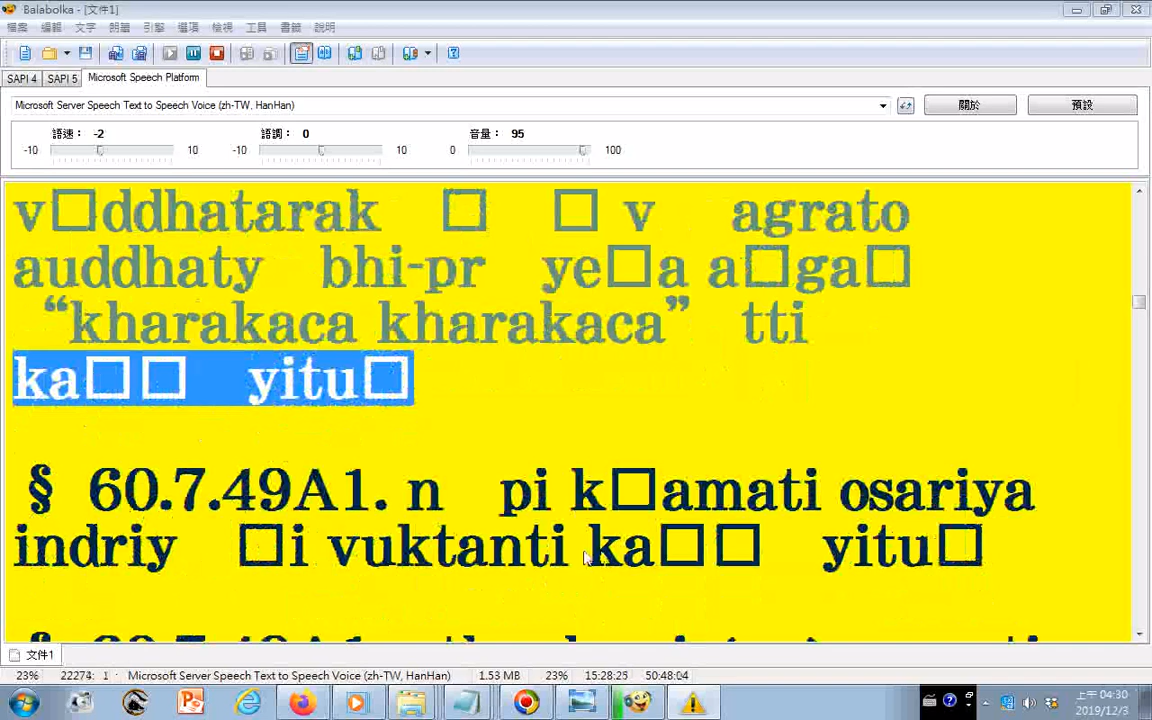 Balabolka - [文件1]
檔案 編輯 文字 朗筆 引擎 選項 檢視 工具 書籤 說明
SAPI 4 SAPI 5 Microsoft Speech Platform
Microsoft Server Speech Text to Speech Voice (zh-TW, HanHan)
關於 預設
語速： -2 語調： 0 音量： 95
-10 10 -10 10 0 100
v□ddhatarak □ □ v agrato
auddhaty bhi-pr ye□a a□ga□
“kharakaca kharakaca” tti
ka□□ yitu□
§ 60.7.49A1. n pi k□amati osariya
indriy □i vuktanti ka□□ yitu□
文件1
23% 22274: 1 Microsoft Server Speech Text to Speech Voice (zh-TW, HanHan) 1.53 MB 23% 15:28:25 50:48:04
上午 04:30
2019/12/3